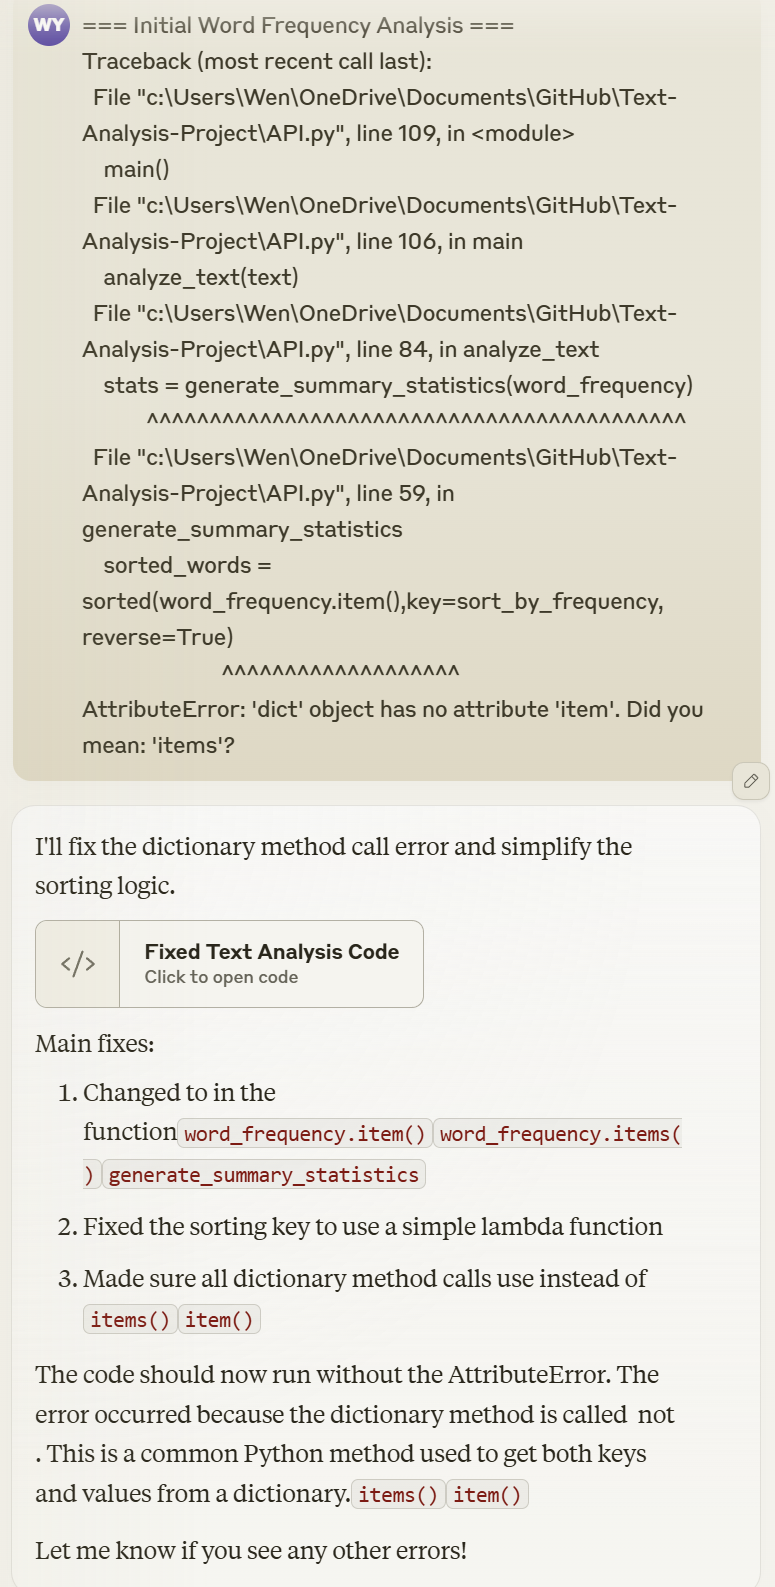 WY
=== Initial Word Frequency Analysis ===
Traceback (most recent call last):
File "c:\Users\Wen\OneDrive\Documents\GitHub\Text-
Analysis-Project\API.py", line 109, in <module>
main()
File "c:\Users\Wen\OneDrive\Documents\GitHub\Text-
Analysis-Project\API.py", line 106, in main
analyze_text(text)
File "c:\Users\Wen\OneDrive\Documents\GitHub\Text-
Analysis-Project\API.py", line 84, in analyze_text
stats = generate_summary_statistics(word_frequency)
^^^^^^^^^^^^^^^^^^^^^^^^^^^^^^^^^^^^^^^^^^^
File "c:\Users\Wen\OneDrive\Documents\GitHub\Text-
Analysis-Project\API.py", line 59, in
generate_summary_statistics
sorted_words =
sorted(word_frequency.item(),key=sort_by_frequency,
reverse=True)
^^^^^^^^^^^^^^^^^^^
AttributeError: 'dict' object has no attribute 'item'. Did you
mean: 'items'?
I'll fix the dictionary method call error and simplify the
sorting logic.
</>
Fixed Text Analysis Code
Click to open code
Main fixes:
1. Changed to in the
function word_frequency.item() word_frequency.items(
) generate_summary_statistics
2. Fixed the sorting key to use a simple lambda function
3. Made sure all dictionary method calls use instead of
items() item()
The code should now run without the AttributeError. The
error occurred because the dictionary method is called not
. This is a common Python method used to get both keys
and values from a dictionary. items() item()
Let me know if you see any other errors!